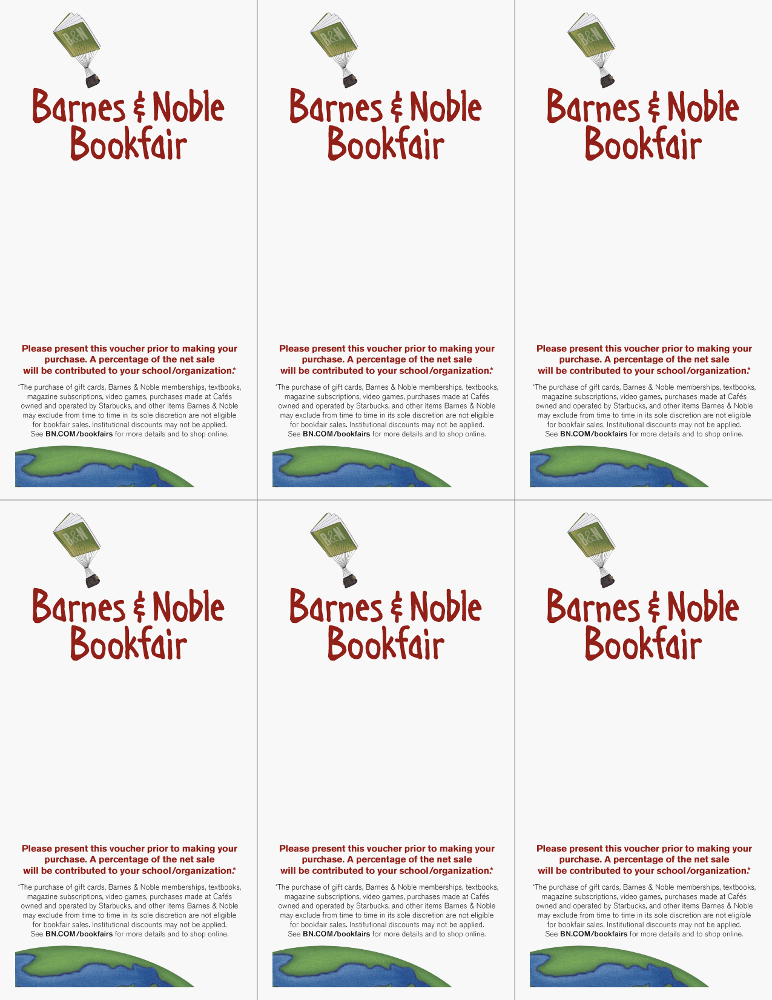 B&N
Barnes & Noble
Bookfair
Please present this voucher prior to making your
purchase. A percentage of the net sale
will be contributed to your school/organization.*
*The purchase of gift cards, Barnes & Noble memberships, textbooks,
magazine subscriptions, video games, purchases made at Cafés
owned and operated by Starbucks, and other items Barnes & Noble
may exclude from time to time in its sole discretion are not eligible
for bookfair sales. Institutional discounts may not be applied.
See BN.COM/bookfairs for more details and to shop online.
B&N
Barnes & Noble
Bookfair
Please present this voucher prior to making your
purchase. A percentage of the net sale
will be contributed to your school/organization.*
*The purchase of gift cards, Barnes & Noble memberships, textbooks,
magazine subscriptions, video games, purchases made at Cafés
owned and operated by Starbucks, and other items Barnes & Noble
may exclude from time to time in its sole discretion are not eligible
for bookfair sales. Institutional discounts may not be applied.
See BN.COM/bookfairs for more details and to shop online.
B&N
Barnes & Noble
Bookfair
Please present this voucher prior to making your
purchase. A percentage of the net sale
will be contributed to your school/organization.*
*The purchase of gift cards, Barnes & Noble memberships, textbooks,
magazine subscriptions, video games, purchases made at Cafés
owned and operated by Starbucks, and other items Barnes & Noble
may exclude from time to time in its sole discretion are not eligible
for bookfair sales. Institutional discounts may not be applied.
See BN.COM/bookfairs for more details and to shop online.
B&N
Barnes & Noble
Bookfair
Please present this voucher prior to making your
purchase. A percentage of the net sale
will be contributed to your school/organization.*
*The purchase of gift cards, Barnes & Noble memberships, textbooks,
magazine subscriptions, video games, purchases made at Cafés
owned and operated by Starbucks, and other items Barnes & Noble
may exclude from time to time in its sole discretion are not eligible
for bookfair sales. Institutional discounts may not be applied.
See BN.COM/bookfairs for more details and to shop online.
B&N
Barnes & Noble
Bookfair
Please present this voucher prior to making your
purchase. A percentage of the net sale
will be contributed to your school/organization.*
*The purchase of gift cards, Barnes & Noble memberships, textbooks,
magazine subscriptions, video games, purchases made at Cafés
owned and operated by Starbucks, and other items Barnes & Noble
may exclude from time to time in its sole discretion are not eligible
for bookfair sales. Institutional discounts may not be applied.
See BN.COM/bookfairs for more details and to shop online.
B&N
Barnes & Noble
Bookfair
Please present this voucher prior to making your
purchase. A percentage of the net sale
will be contributed to your school/organization.*
*The purchase of gift cards, Barnes & Noble memberships, textbooks,
magazine subscriptions, video games, purchases made at Cafés
owned and operated by Starbucks, and other items Barnes & Noble
may exclude from time to time in its sole discretion are not eligible
for bookfair sales. Institutional discounts may not be applied.
See BN.COM/bookfairs for more details and to shop online.